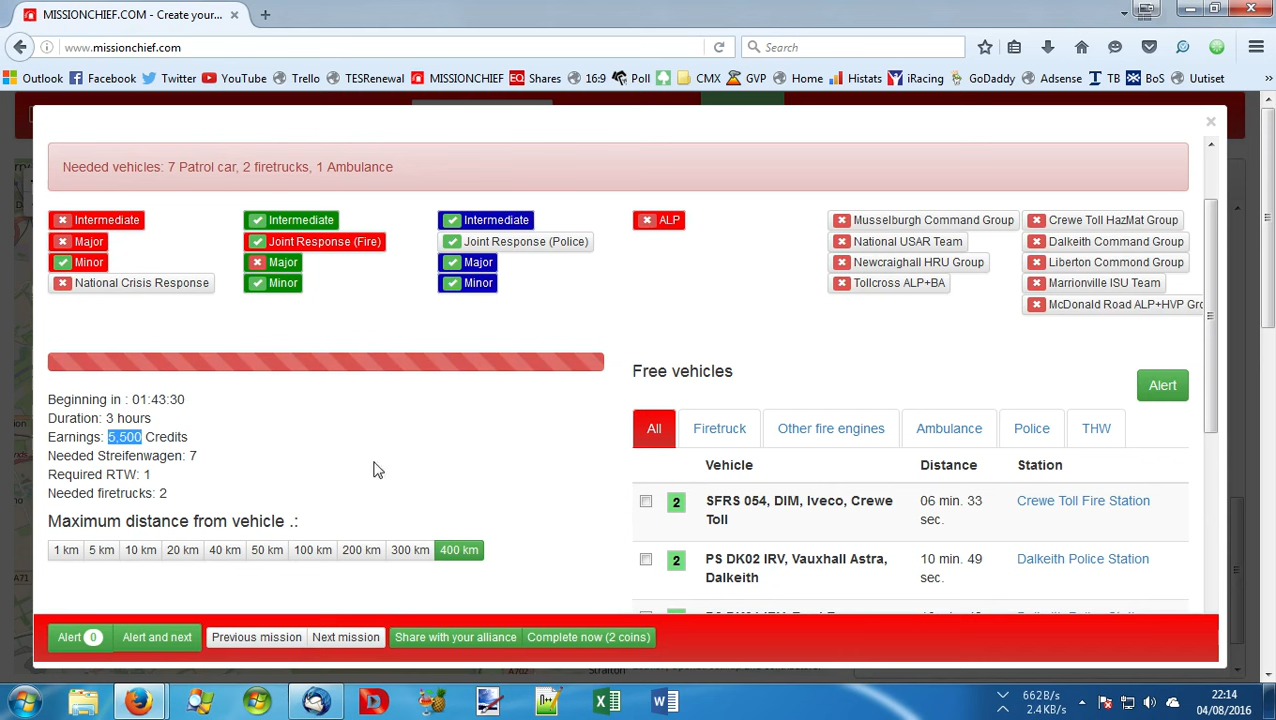 MISSIONCHIEF.COM - Create your...
www.missionchief.com
Search
Outlook Facebook Twitter YouTube Trello TESRenewal MISSIONCHIEF Shares 16:9 Poll CMX GVP Home Histats iRacing GoDaddy Adsense TB BoS Uutiset
Needed vehicles: 7 Patrol car, 2 firetrucks, 1 Ambulance
Intermediate Intermediate Intermediate ALP Musselburgh Command Group Crewe Toll HazMat Group
Major Joint Response (Fire) Joint Response (Police) National USAR Team Dalkeith Command Group
Minor Major Major Newcraighall HRU Group Liberton Commond Group
National Crisis Response Minor Minor Tollcross ALP+BA Marrionville ISU Team
McDonald Road ALP+HVP Gro
Free vehicles
Alert
Beginning in : 01:43:30
Duration: 3 hours
Earnings: 5,500 Credits
Needed Streifenwagen: 7
Required RTW: 1
Needed firetrucks: 2
All Firetruck Other fire engines Ambulance Police THW
Vehicle Distance Station
2 SFRS 054, DIM, Iveco, Crewe Toll 06 min. 33 sec. Crewe Toll Fire Station
2 PS DK02 IRV, Vauxhall Astra, Dalkeith 10 min. 49 sec. Dalkeith Police Station
Maximum distance from vehicle .:
1 km 5 km 10 km 20 km 40 km 50 km 100 km 200 km 300 km 400 km
Alert 0 Alert and next Previous mission Next mission Share with your alliance Complete now (2 coins)
662B/s
2.4KB/s
22:14
04/08/2016